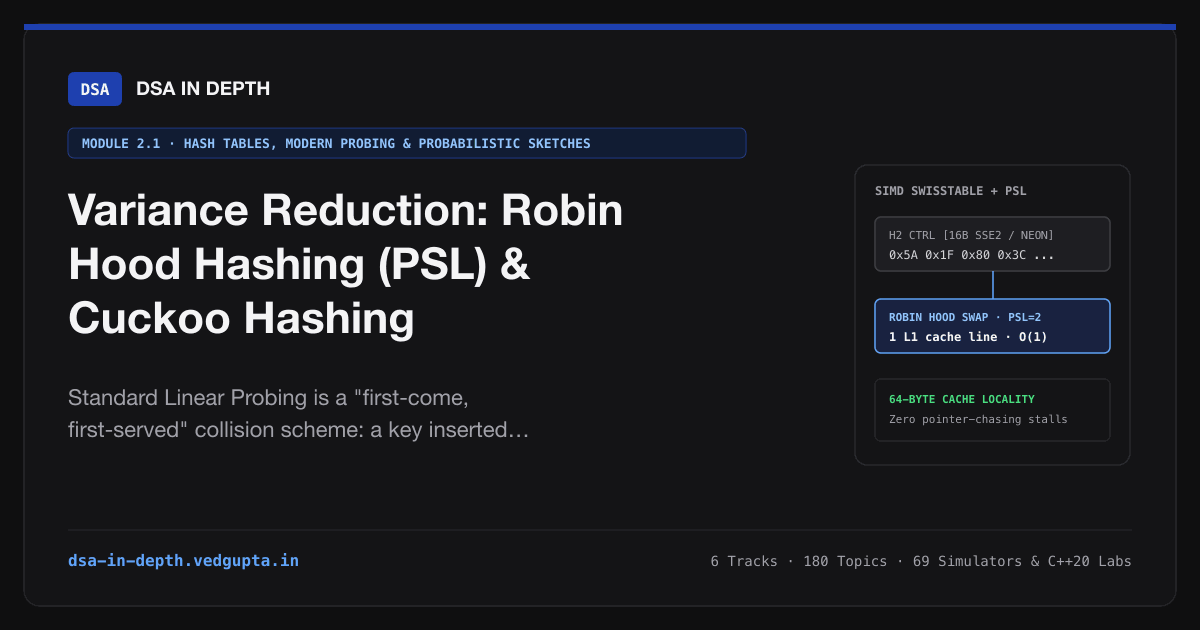 DSA
DSA IN DEPTH
MODULE 2.1 · HASH TABLES, MODERN PROBING & PROBABILISTIC SKETCHES
Variance Reduction: Robin
Hood Hashing (PSL) &
Cuckoo Hashing
Standard Linear Probing is a "first-come,
first-served" collision scheme: a key inserted...
SIMD SWISSTABLE + PSL
H2 CTRL [16B SSE2 / NEON]
0x5A 0x1F 0x80 0x3C ...
ROBIN HOOD SWAP · PSL=2
1 L1 cache line · O(1)
64-BYTE CACHE LOCALITY
Zero pointer-chasing stalls
dsa-in-depth.vedgupta.in
6 Tracks · 180 Topics · 69 Simulators & C++20 Labs